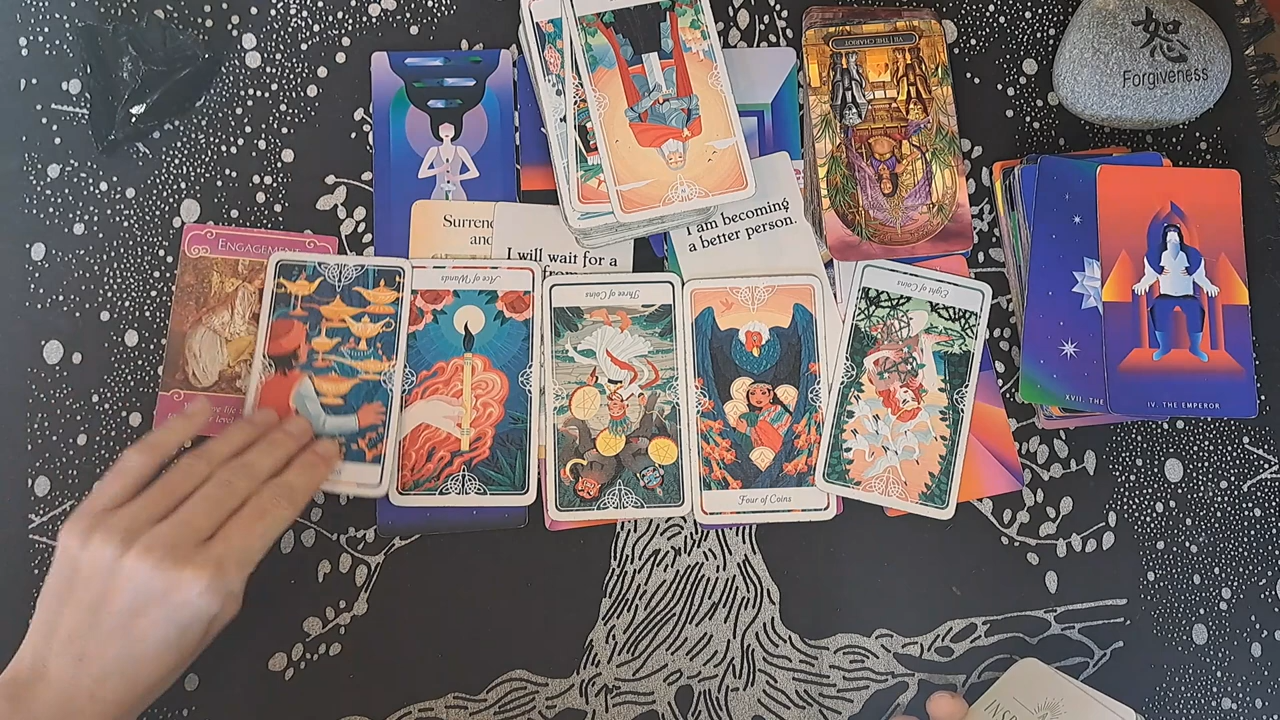 VII THE CHARIOT
恕
Forgiveness
Surren
and
I will wait for a
I am becoming
a better person.
ENGAGEMENT
Ace of Wands
Three of Coins
Four of Coins
Eight of Coins
XVII. THE
IV. THE EMPEROR